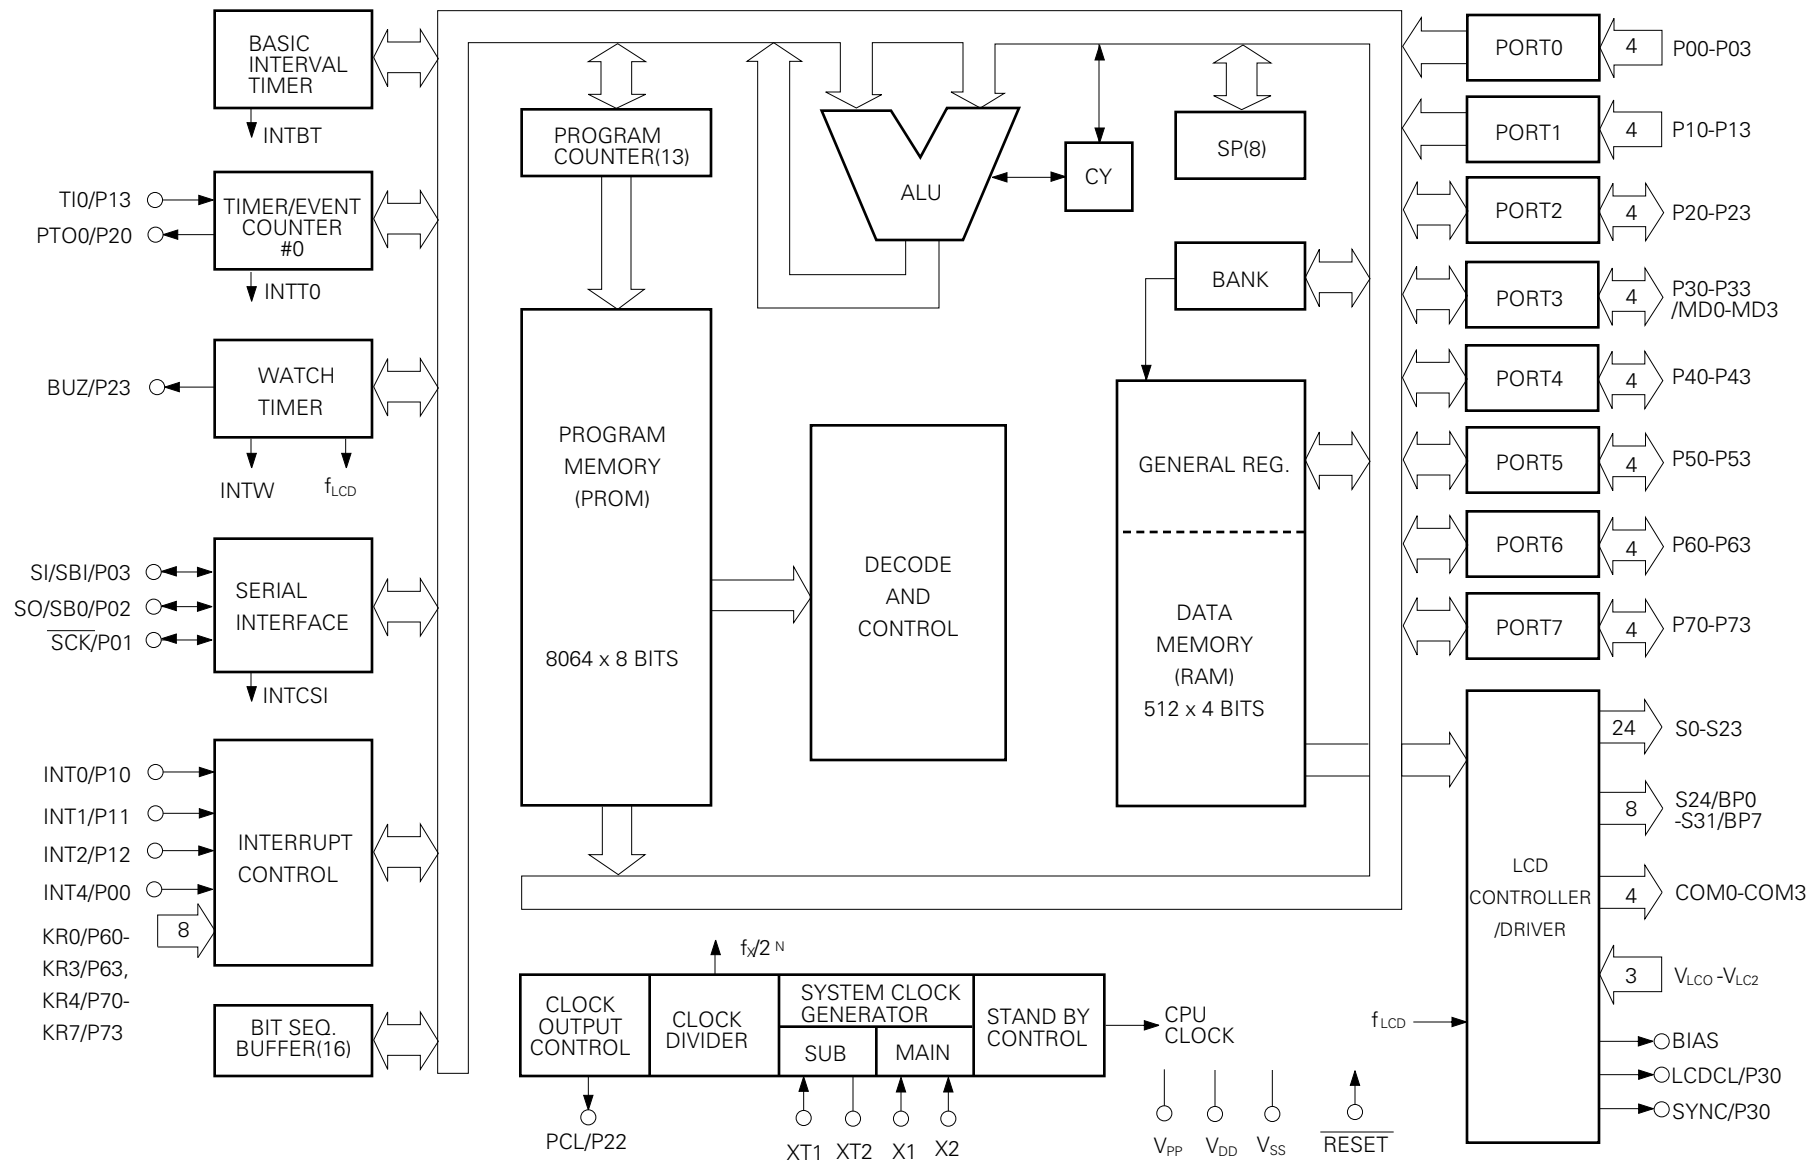 BASIC
INTERVAL
TIMER
INTBT
TI0/P13
PTO0/P20
TIMER/EVENT
COUNTER
#0
INTT0
BUZ/P23
WATCH
TIMER
INTW
fLCD
SI/SBI/P03
SO/SB0/P02
SCK/P01
SERIAL
INTERFACE
INTCSI
INT0/P10
INT1/P11
INT2/P12
INT4/P00
KR0/P60-
KR3/P63,
KR4/P70-
KR7/P73
8
INTERRUPT
CONTROL
BIT SEQ.
BUFFER(16)
PROGRAM
COUNTER(13)
ALU
CY
SP(8)
BANK
PROGRAM
MEMORY
(PROM)
8064 x 8 BITS
DECODE
AND
CONTROL
GENERAL REG.
DATA
MEMORY
(RAM)
512 x 4 BITS
fX/2 N
CLOCK
OUTPUT
CONTROL
CLOCK
DIVIDER
SYSTEM CLOCK
GENERATOR
SUB
MAIN
STAND BY
CONTROL
CPU
CLOCK
PCL/P22
XT1
XT2
X1
X2
VPP
VDD
VSS
RESET
PORT0
4
P00-P03
PORT1
4
P10-P13
PORT2
4
P20-P23
PORT3
4
P30-P33
/MD0-MD3
PORT4
4
P40-P43
PORT5
4
P50-P53
PORT6
4
P60-P63
PORT7
4
P70-P73
LCD
CONTROLLER
/DRIVER
24
S0-S23
8
S24/BP0
-S31/BP7
4
COM0-COM3
3
VLCO -VLC2
fLCD
BIAS
LCDCL/P30
SYNC/P30